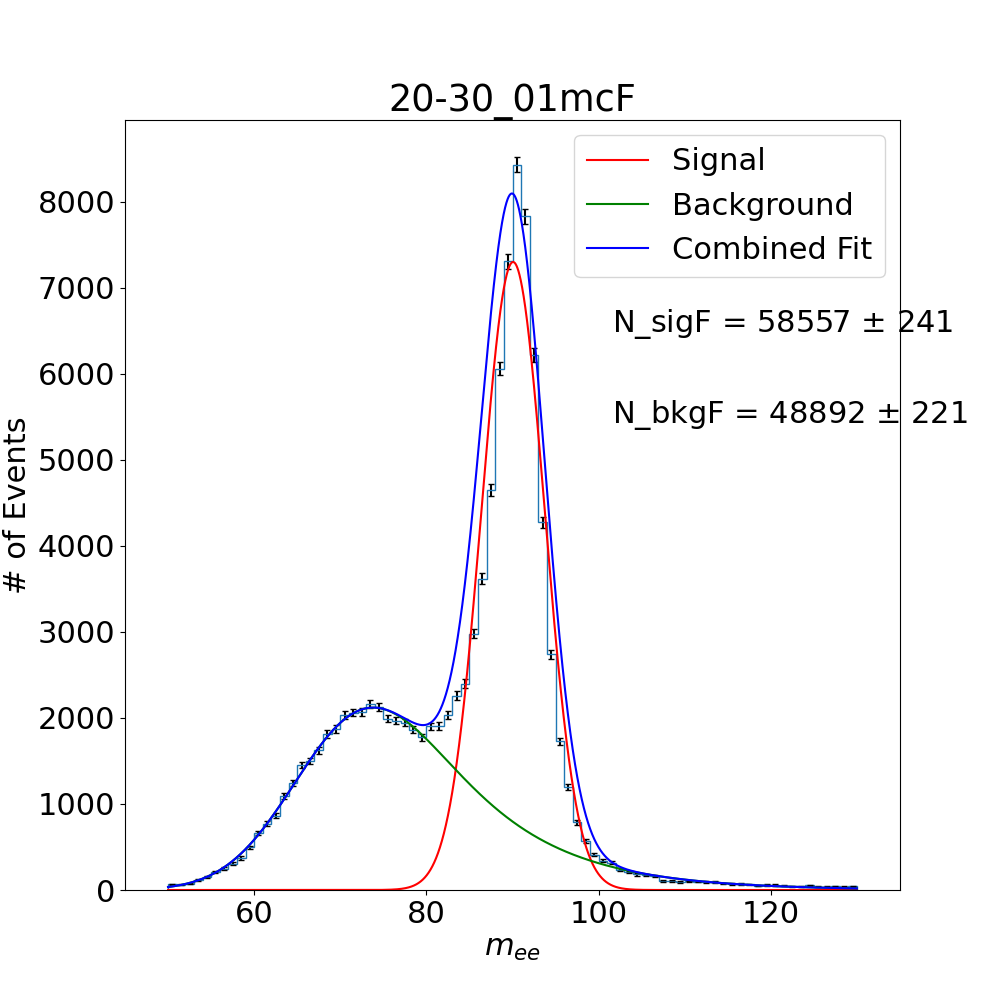 20-30_01mcF
Signal
Background
Combined Fit
N_sigF = 58557 ± 241
N_bkgF = 48892 ± 221
# of Events
8000
7000
6000
5000
4000
3000
2000
1000
0
60 80 100 120
m_ee